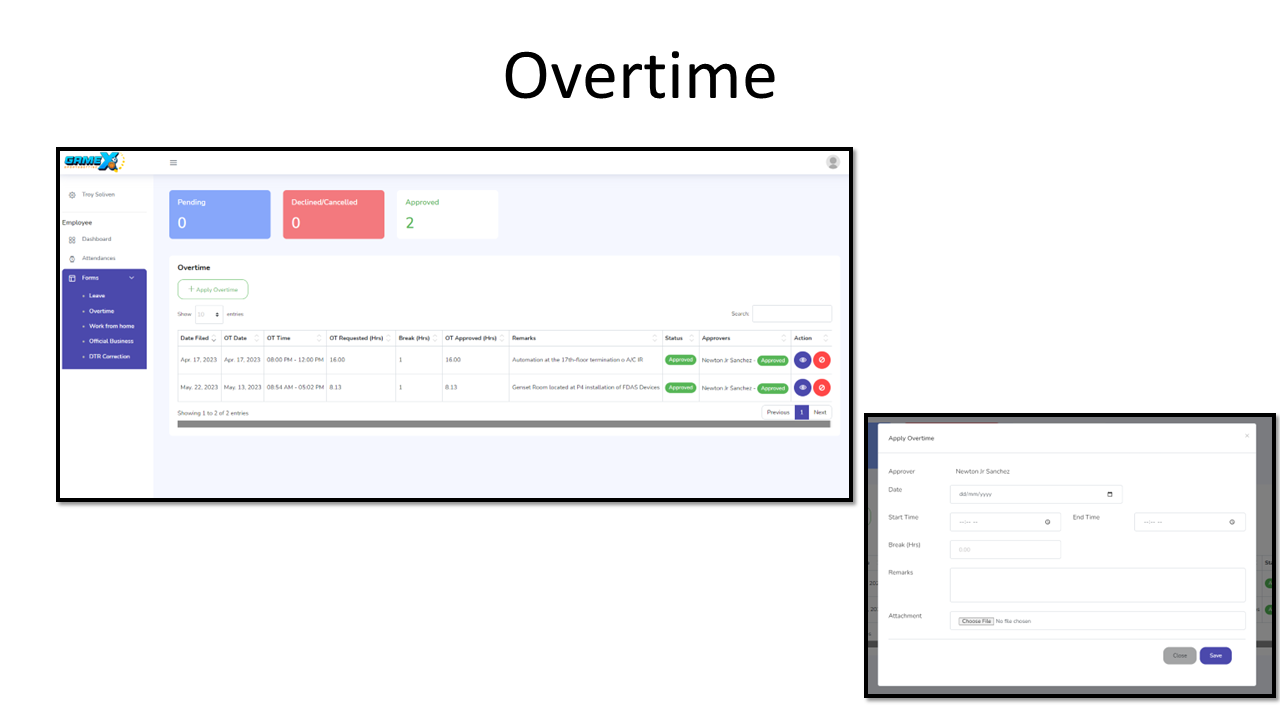 Overtime
GAMEX
Troy Soliven
Employee
Dashboard
Attendances
Forms
Leave
Overtime
Work from home
Official Business
OTR Correction
Pending
0
Declined/Cancelled
0
Approved
2
Overtime
+ Apply Overtime
Show 10 entries
Search:
Date Filed OT Date OT Time OT Requested (Hrs) Break (Hrs) OT Approved (Hrs) Remarks Status Approvers Action
Apr. 17, 2023 Apr. 17, 2023 08:00 PM - 12:00 PM 16.00 1 16.00 Automation at the 17th-floor termination o A/C IR Approved Newton Jr Sanchez - Approved
May. 22, 2023 May. 13, 2023 08:54 AM - 05:02 PM 8.13 1 8.13 Genset Room located at P4 installation of FDAS Devices Approved Newton Jr Sanchez - Approved
Showing 1 to 2 of 2 entries
Previous 1 Next
Apply Overtime ×
Approver Newton Jr Sanchez
Date dd/mm/yyyy
Start Time --:-- -- End Time --:-- --
Break (Hrs) 0.00
Remarks
Attachment Choose File No file chosen
Close Save